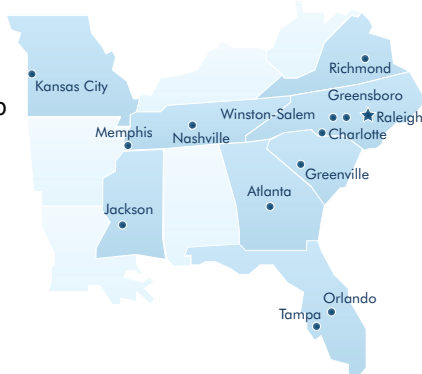 Richmond
Kansas City
Greensboro
Winston-Salem
Raleigh
Memphis
Nashville
Charlotte
Greenville
Atlanta
Jackson
Orlando
Tampa